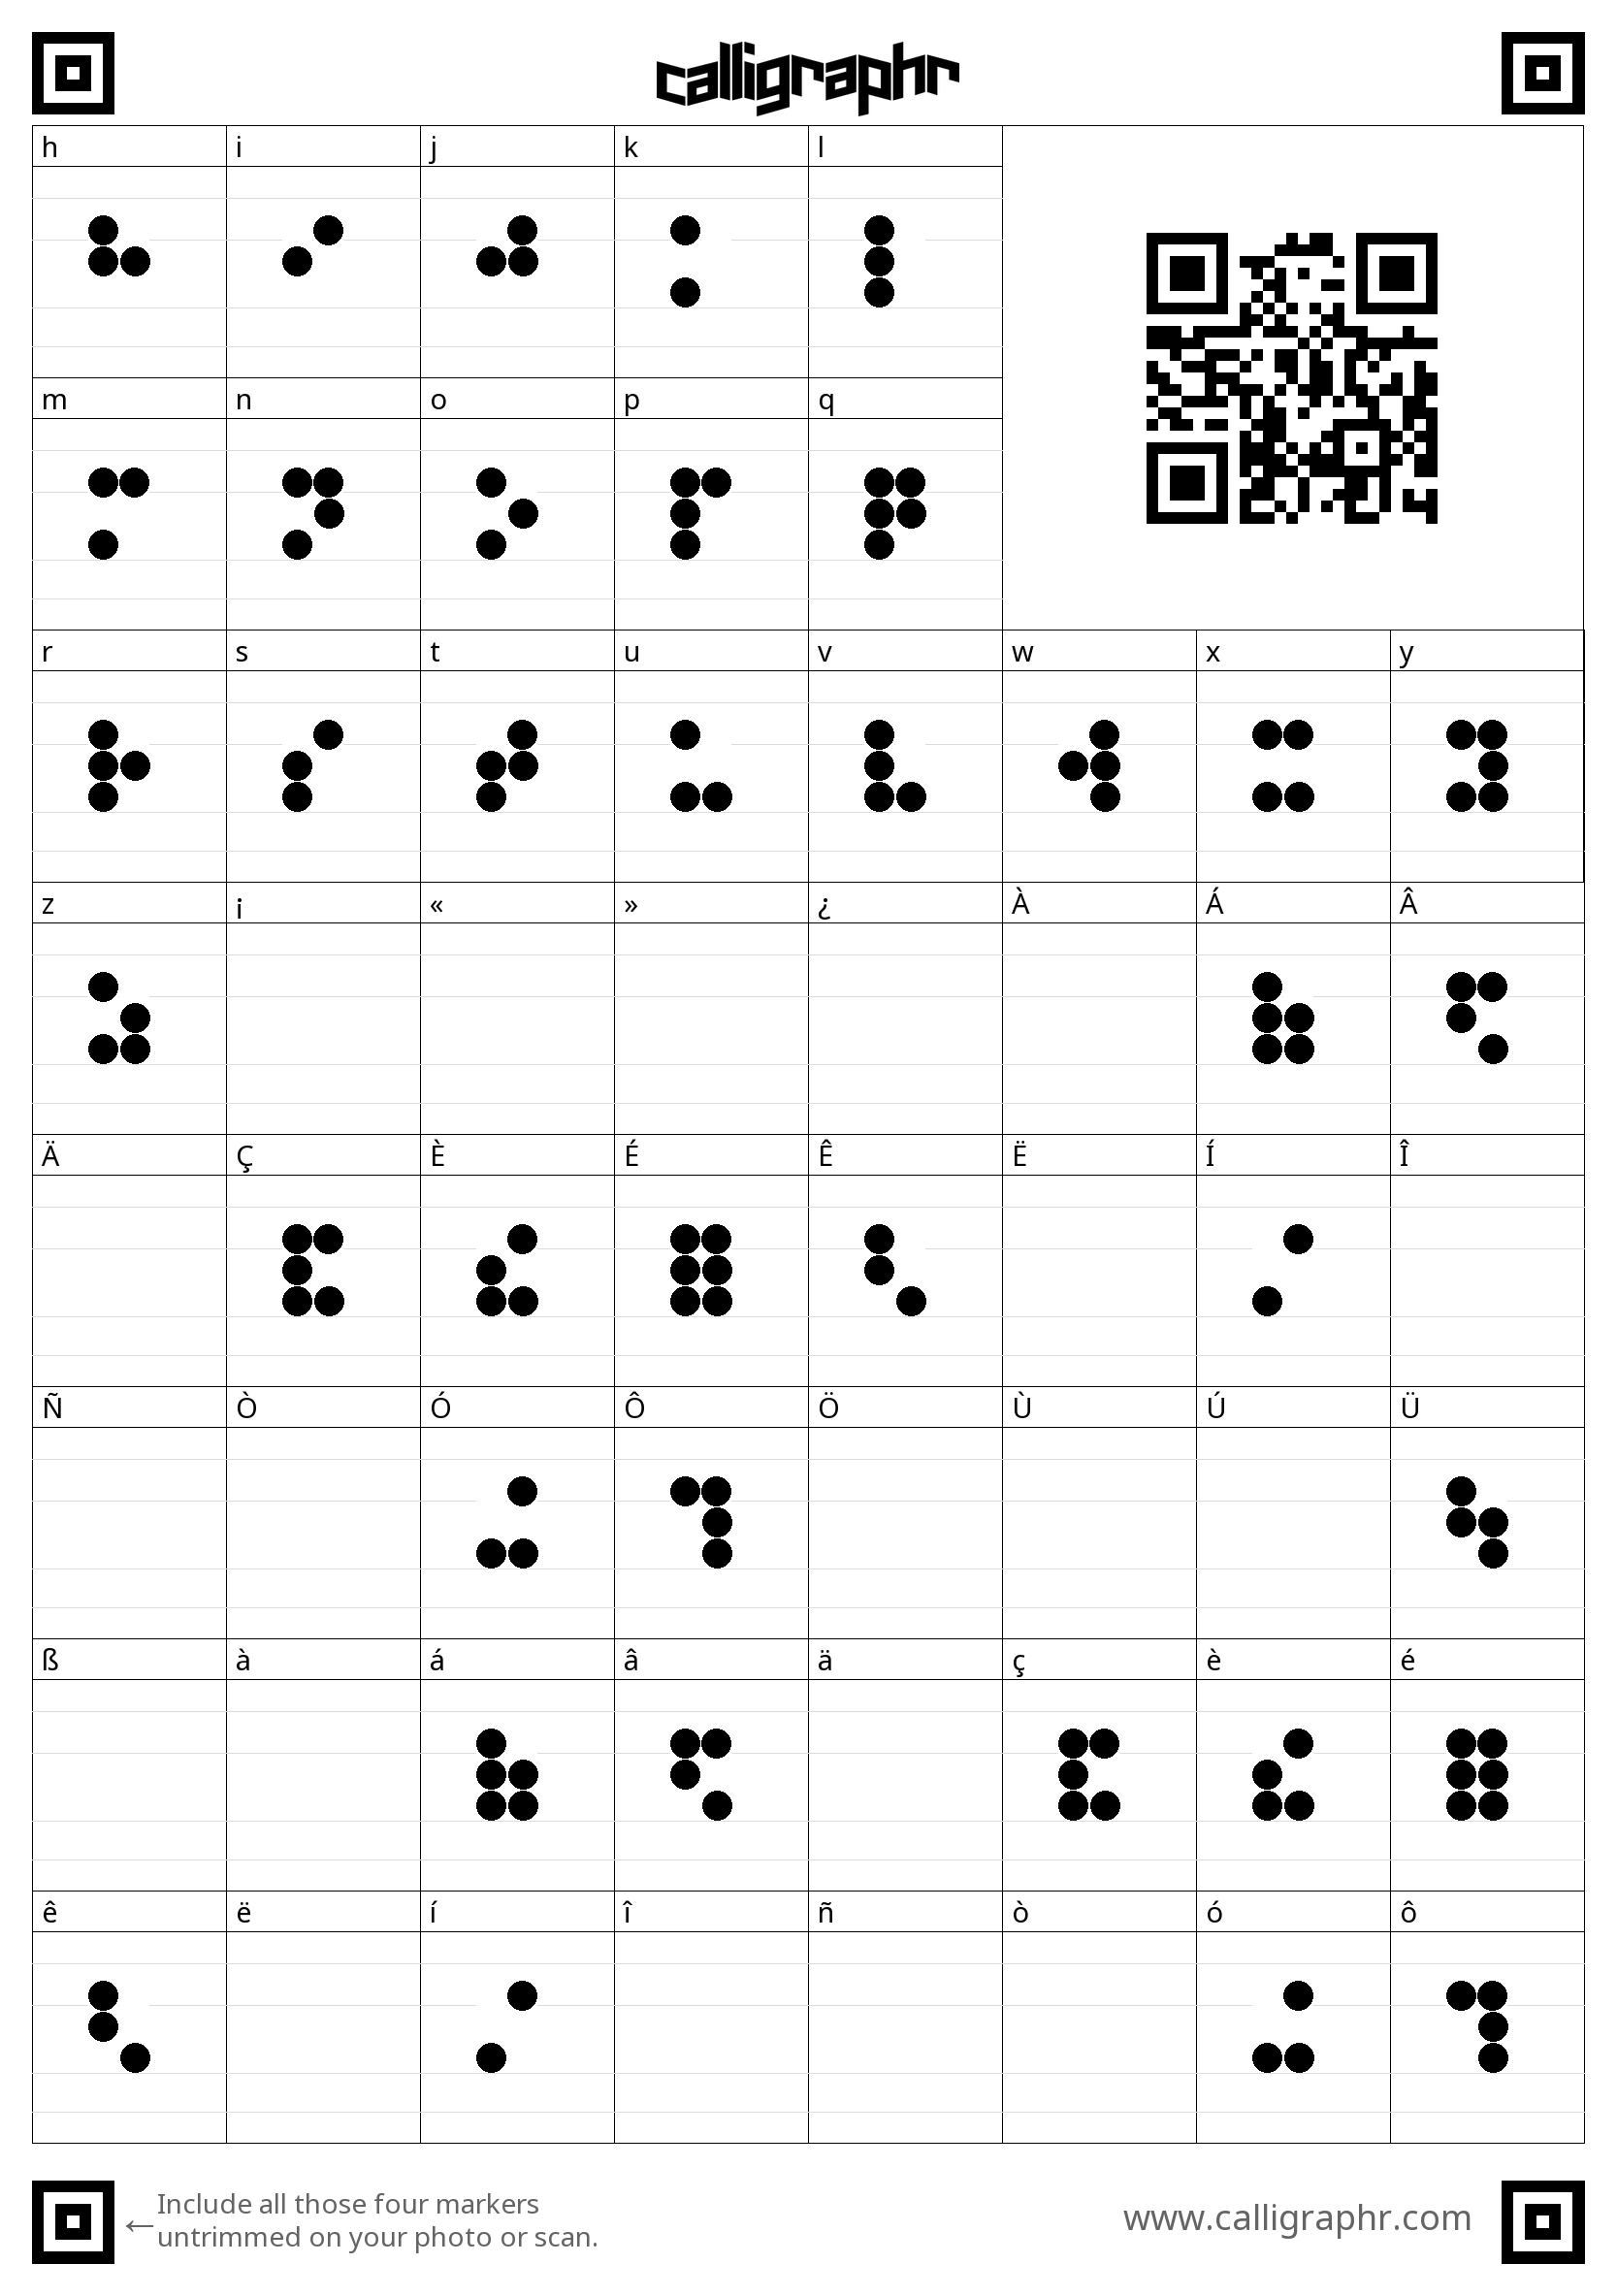 calligraphr
h i j k l
⠓ ⠊ ⠚ ⠅ ⠇
m n o p q
⠍ ⠝ ⠕ ⠏ ⠟
r s t u v w x y
⠗ ⠎ ⠞ ⠥ ⠧ ⠺ ⠭ ⠽
z ¡ « » ¿ À Á Â
⠵ ⠷ ⠫
Ä Ç È É Ê Ë Í Î
⠯ ⠮ ⠿ ⠣ ⠌
Ñ Ò Ó Ô Ö Ù Ú Ü
⠬ ⠹ ⠳
ß à á â ä ç è é
⠷ ⠫ ⠯ ⠮ ⠿
ê ë í î ñ ò ó ô
⠣ ⠌ ⠬ ⠹
←Include all those four markers
untrimmed on your photo or scan.
www.calligraphr.com